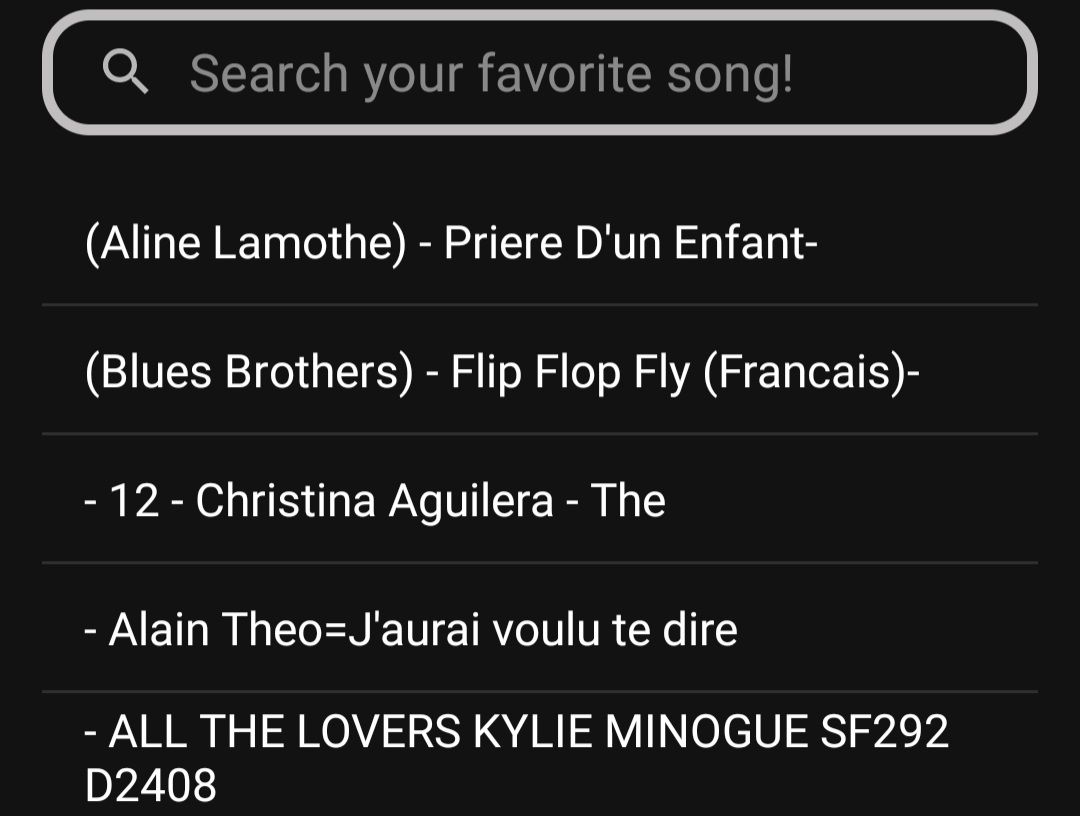 Search your favorite song!
(Aline Lamothe) - Priere D'un Enfant-
(Blues Brothers) - Flip Flop Fly (Francais)-
- 12 - Christina Aguilera - The
- Alain Theo=J'aurai voulu te dire
- ALL THE LOVERS KYLIE MINOGUE SF292
D2408